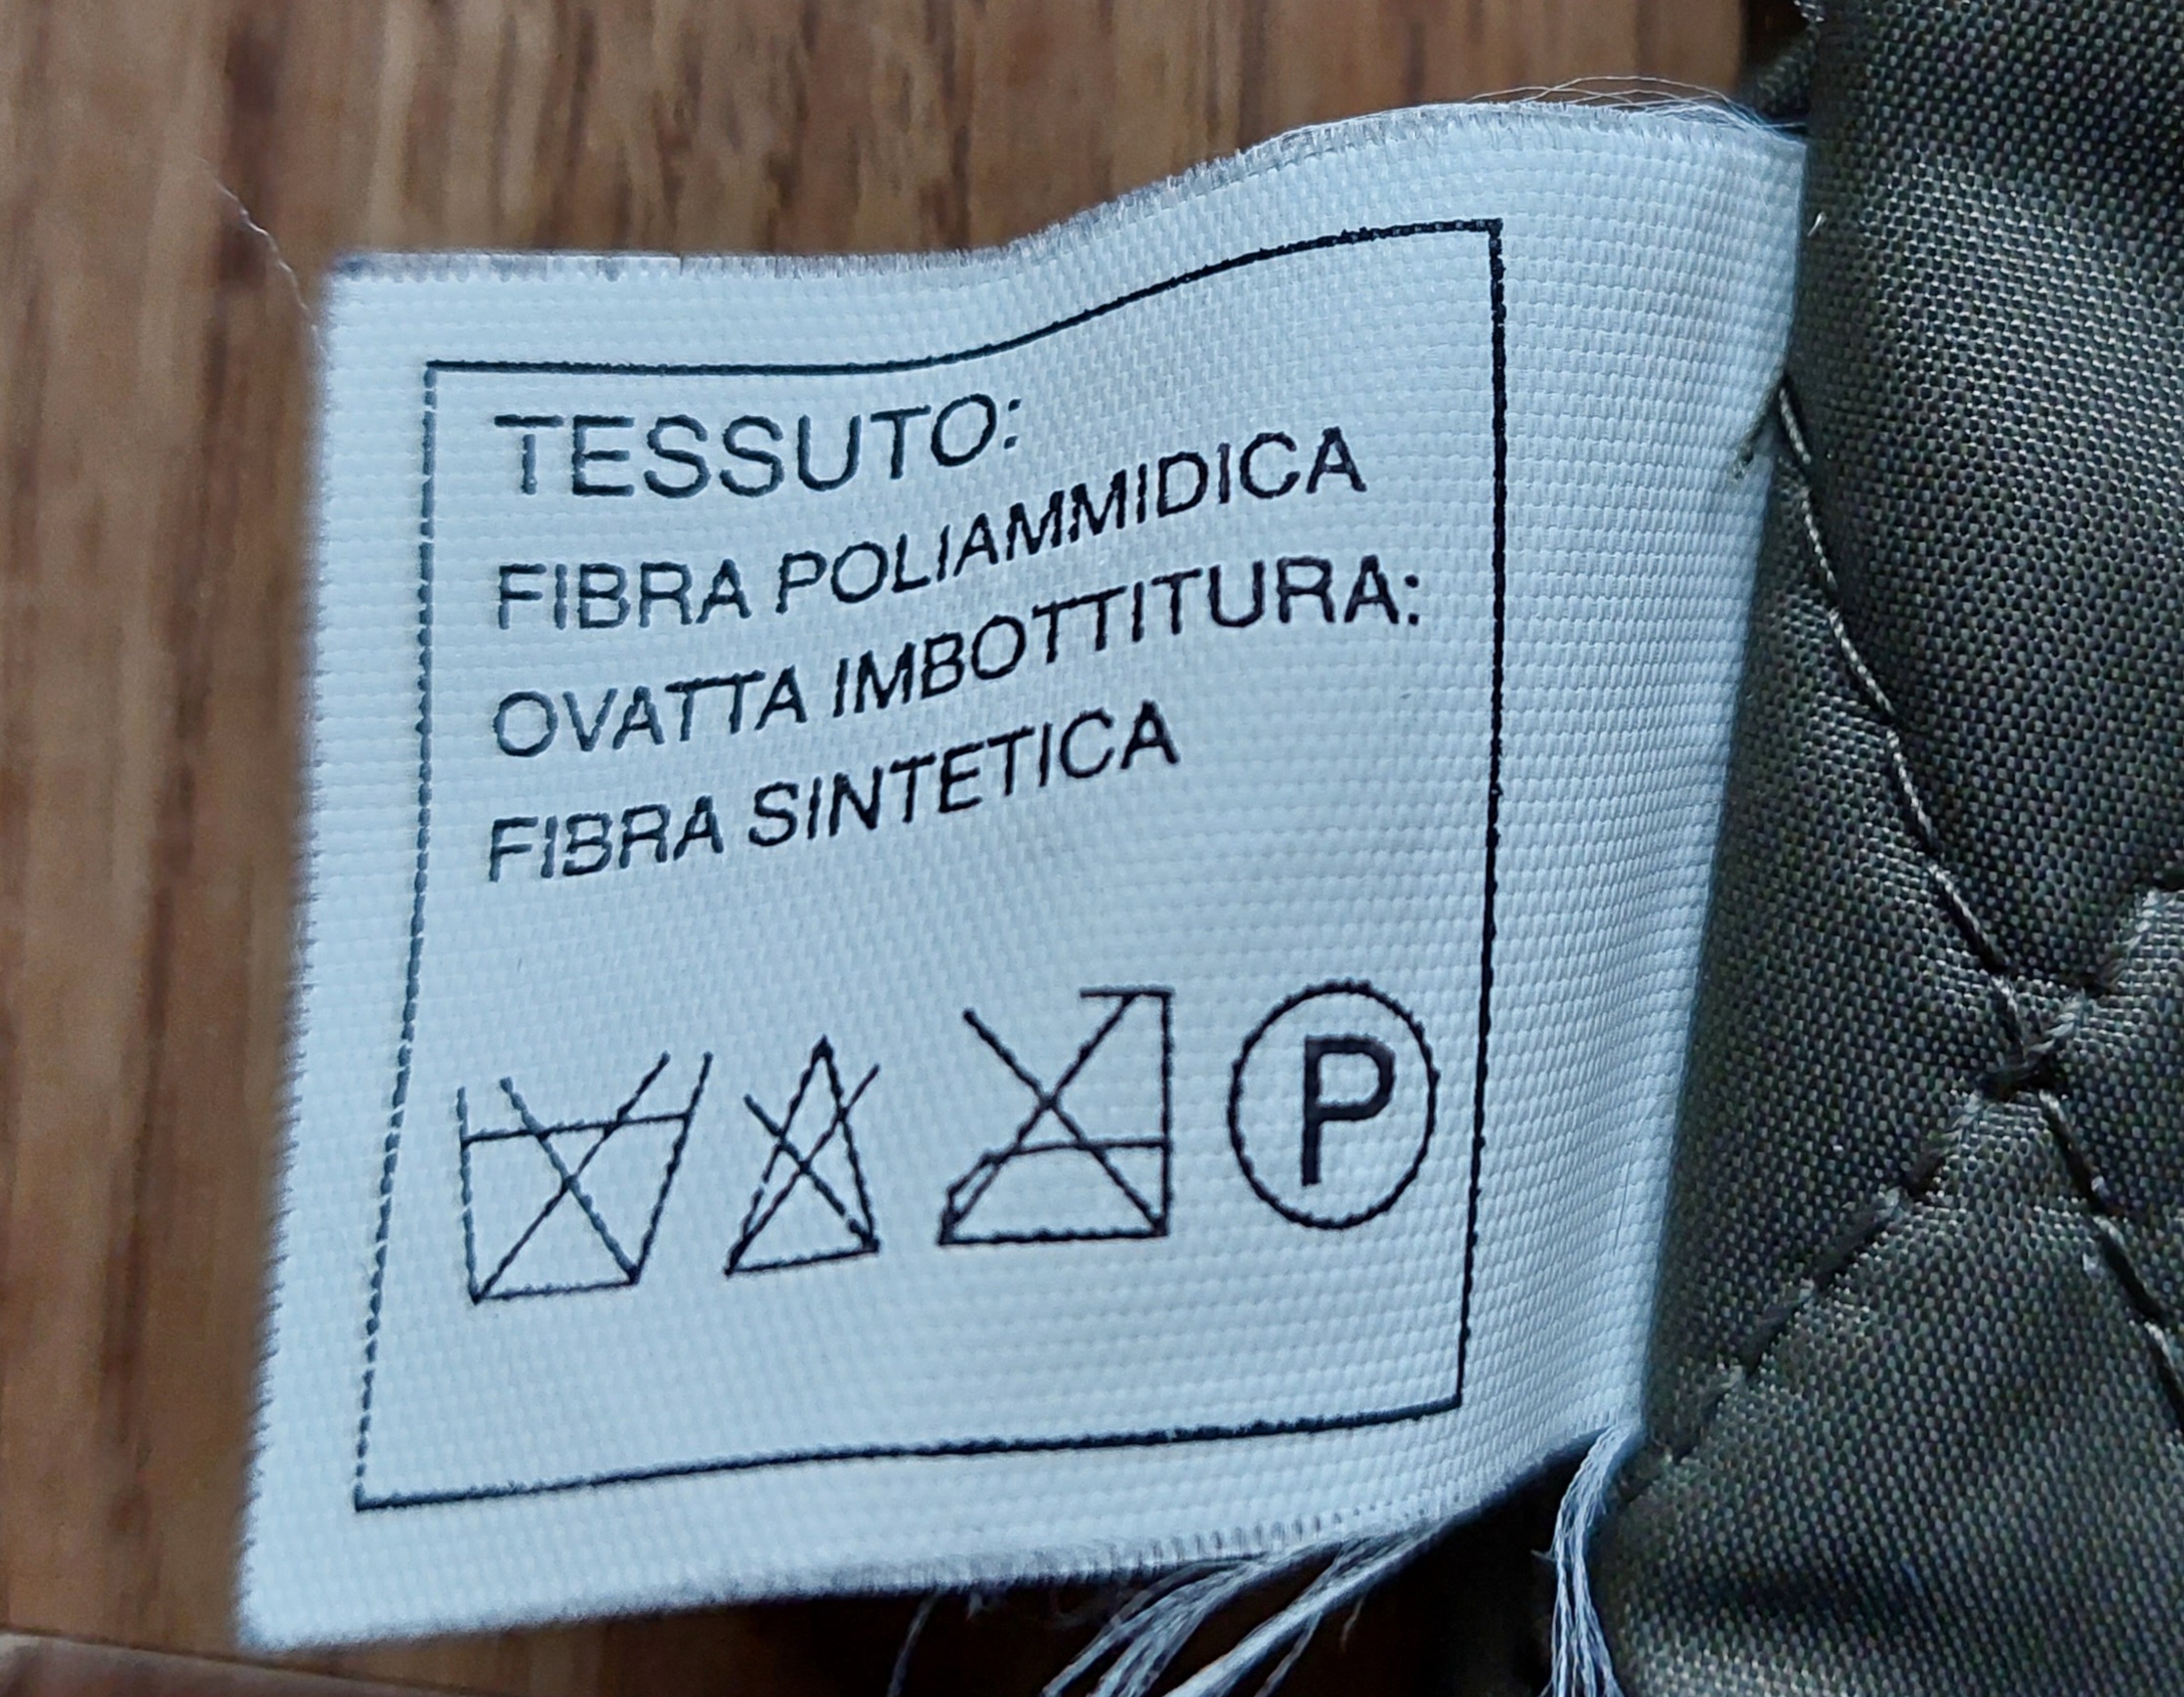 TESSUTO:
FIBRA POLIAMMIDICA
OVATTA IMBOTTITURA:
FIBRA SINTETICA
P